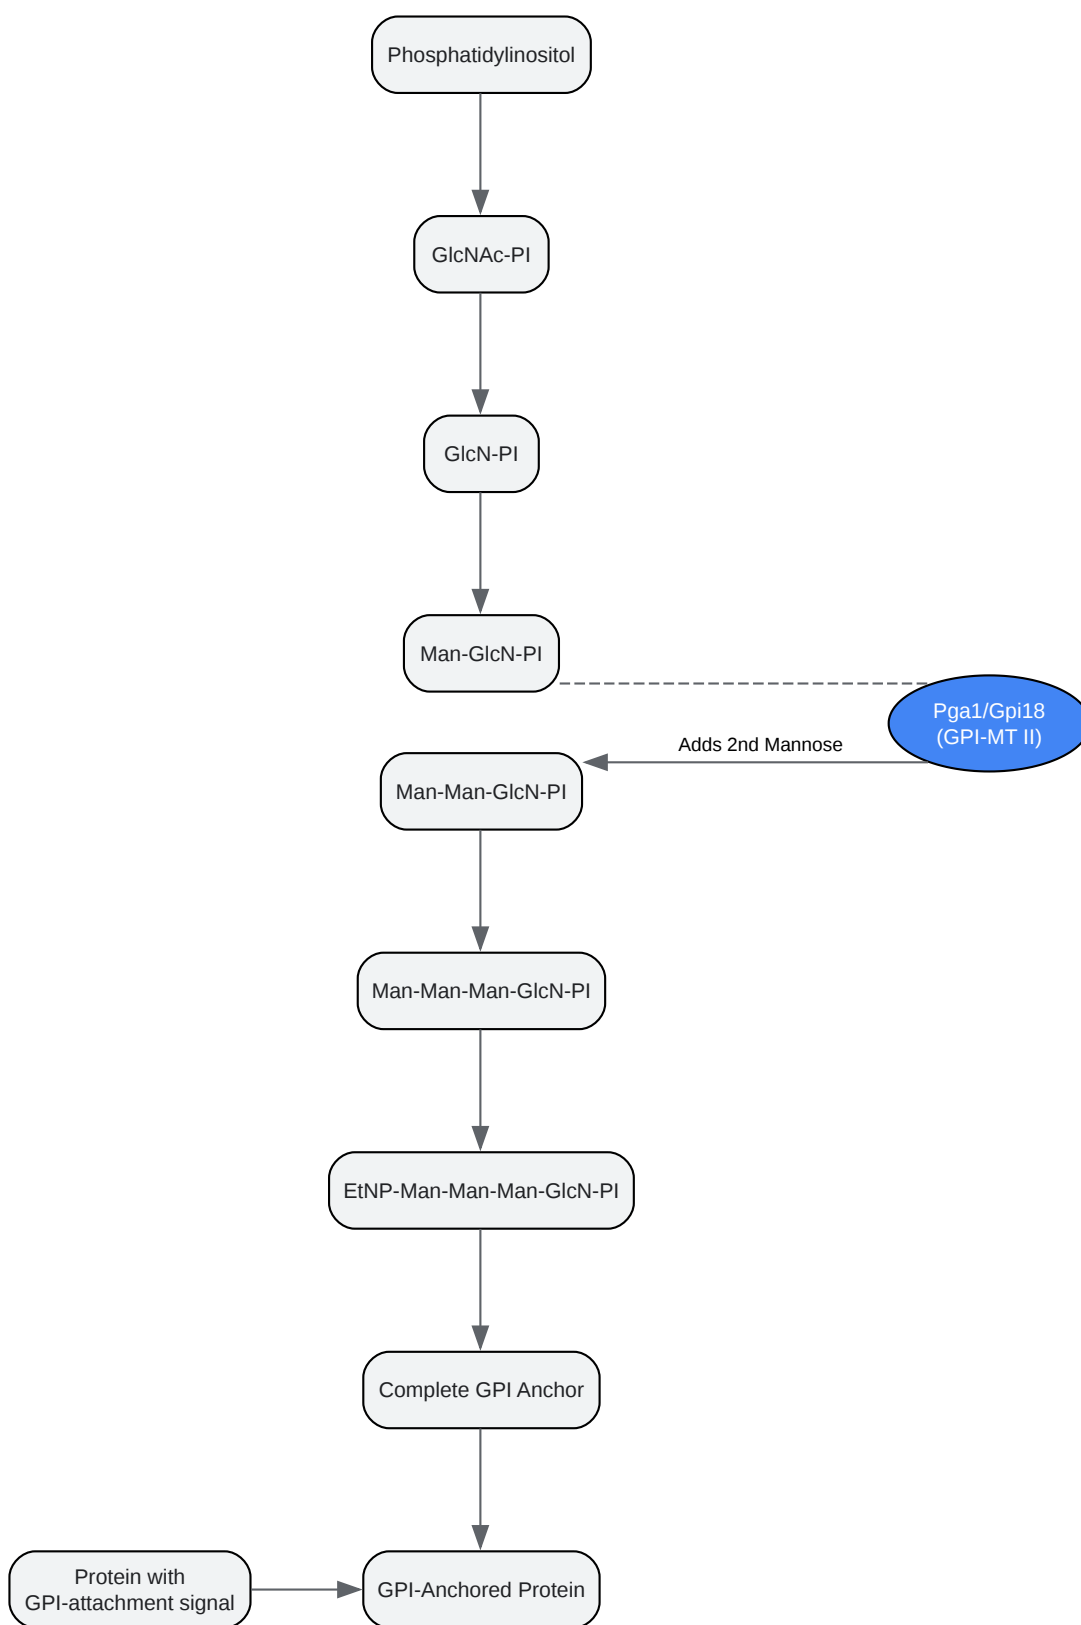 Phosphatidylinositol
GlcNAc-PI
GlcN-PI
Man-GlcN-PI
Pga1/Gpi18
(GPI-MT II)
Adds 2nd Mannose
Man-Man-GlcN-PI
Man-Man-Man-GlcN-PI
EtNP-Man-Man-Man-GlcN-PI
Complete GPI Anchor
Protein with
GPI-attachment signal
GPI-Anchored Protein